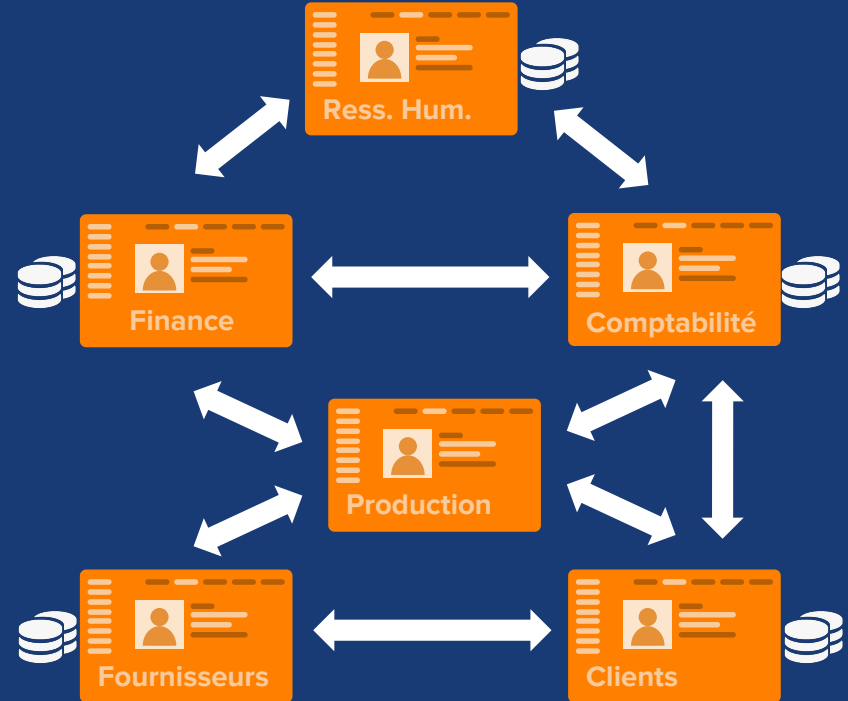 Ress. Hum.
Finance
Comptabilité
Production
Fournisseurs
Clients